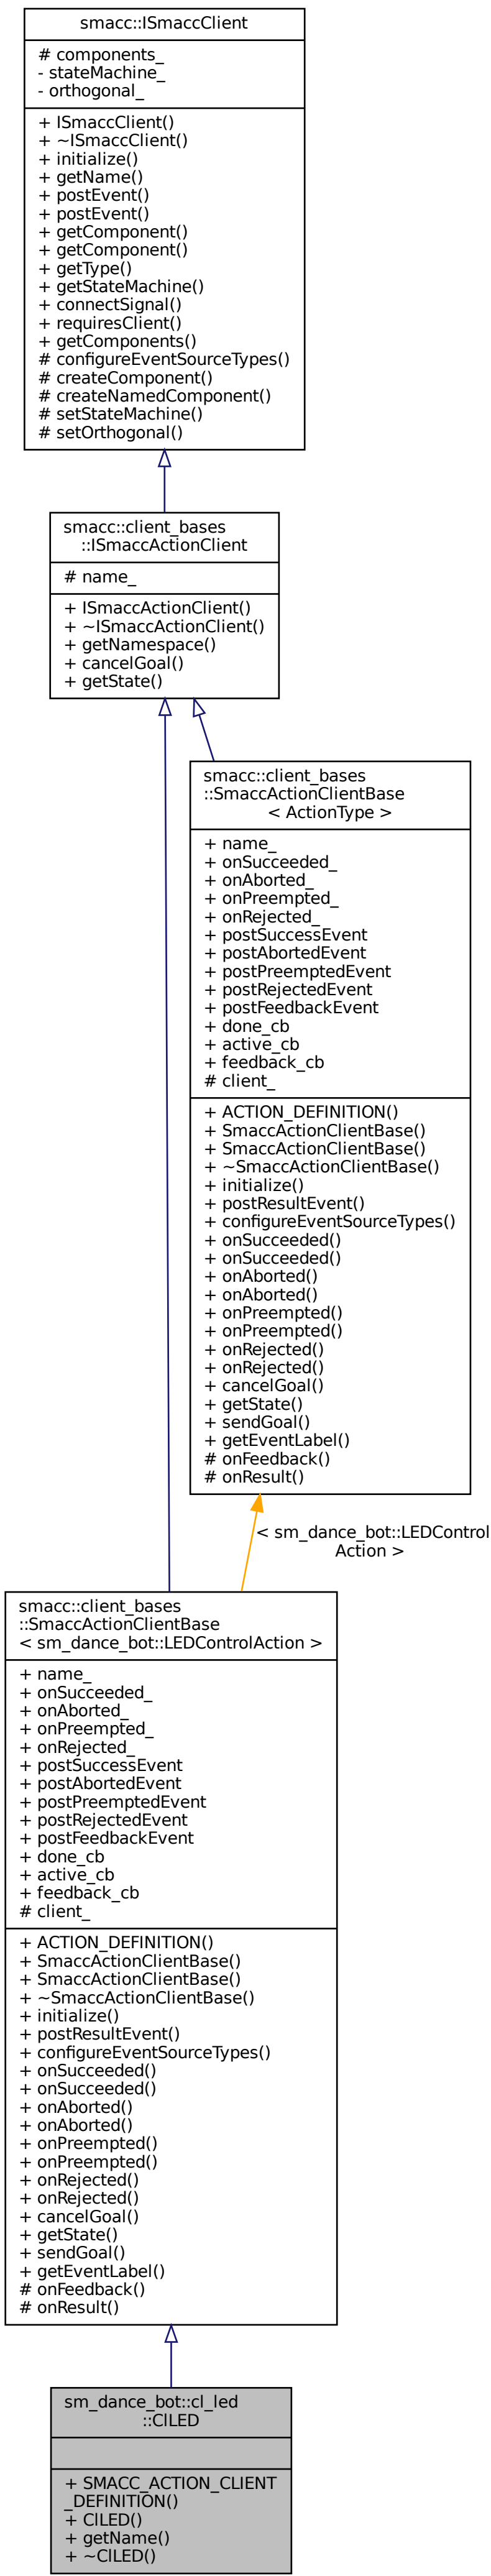 smacc::ISmaccClient
# components_
- stateMachine_
- orthogonal_
+ ISmaccClient()
+ ~ISmaccClient()
+ initialize()
+ getName()
+ postEvent()
+ postEvent()
+ getComponent()
+ getComponent()
+ getType()
+ getStateMachine()
+ connectSignal()
+ requiresClient()
+ getComponents()
# configureEventSourceTypes()
# createComponent()
# createNamedComponent()
# setStateMachine()
# setOrthogonal()
smacc::client_bases
::ISmaccActionClient
# name_
+ ISmaccActionClient()
+ ~ISmaccActionClient()
+ getNamespace()
+ cancelGoal()
+ getState()
smacc::client_bases
::SmaccActionClientBase
< ActionType >
+ name_
+ onSucceeded_
+ onAborted_
+ onPreempted_
+ onRejected_
+ postSuccessEvent
+ postAbortedEvent
+ postPreemptedEvent
+ postRejectedEvent
+ postFeedbackEvent
+ done_cb
+ active_cb
+ feedback_cb
# client_
+ ACTION_DEFINITION()
+ SmaccActionClientBase()
+ SmaccActionClientBase()
+ ~SmaccActionClientBase()
+ initialize()
+ postResultEvent()
+ configureEventSourceTypes()
+ onSucceeded()
+ onSucceeded()
+ onAborted()
+ onAborted()
+ onPreempted()
+ onPreempted()
+ onRejected()
+ onRejected()
+ cancelGoal()
+ getState()
+ sendGoal()
+ getEventLabel()
# onFeedback()
# onResult()
< sm_dance_bot::LEDControl
Action >
smacc::client_bases
::SmaccActionClientBase
< sm_dance_bot::LEDControlAction >
+ name_
+ onSucceeded_
+ onAborted_
+ onPreempted_
+ onRejected_
+ postSuccessEvent
+ postAbortedEvent
+ postPreemptedEvent
+ postRejectedEvent
+ postFeedbackEvent
+ done_cb
+ active_cb
+ feedback_cb
# client_
+ ACTION_DEFINITION()
+ SmaccActionClientBase()
+ SmaccActionClientBase()
+ ~SmaccActionClientBase()
+ initialize()
+ postResultEvent()
+ configureEventSourceTypes()
+ onSucceeded()
+ onSucceeded()
+ onAborted()
+ onAborted()
+ onPreempted()
+ onPreempted()
+ onRejected()
+ onRejected()
+ cancelGoal()
+ getState()
+ sendGoal()
+ getEventLabel()
# onFeedback()
# onResult()
sm_dance_bot::cl_led
::ClLED
+ SMACC_ACTION_CLIENT
_DEFINITION()
+ ClLED()
+ getName()
+ ~ClLED()